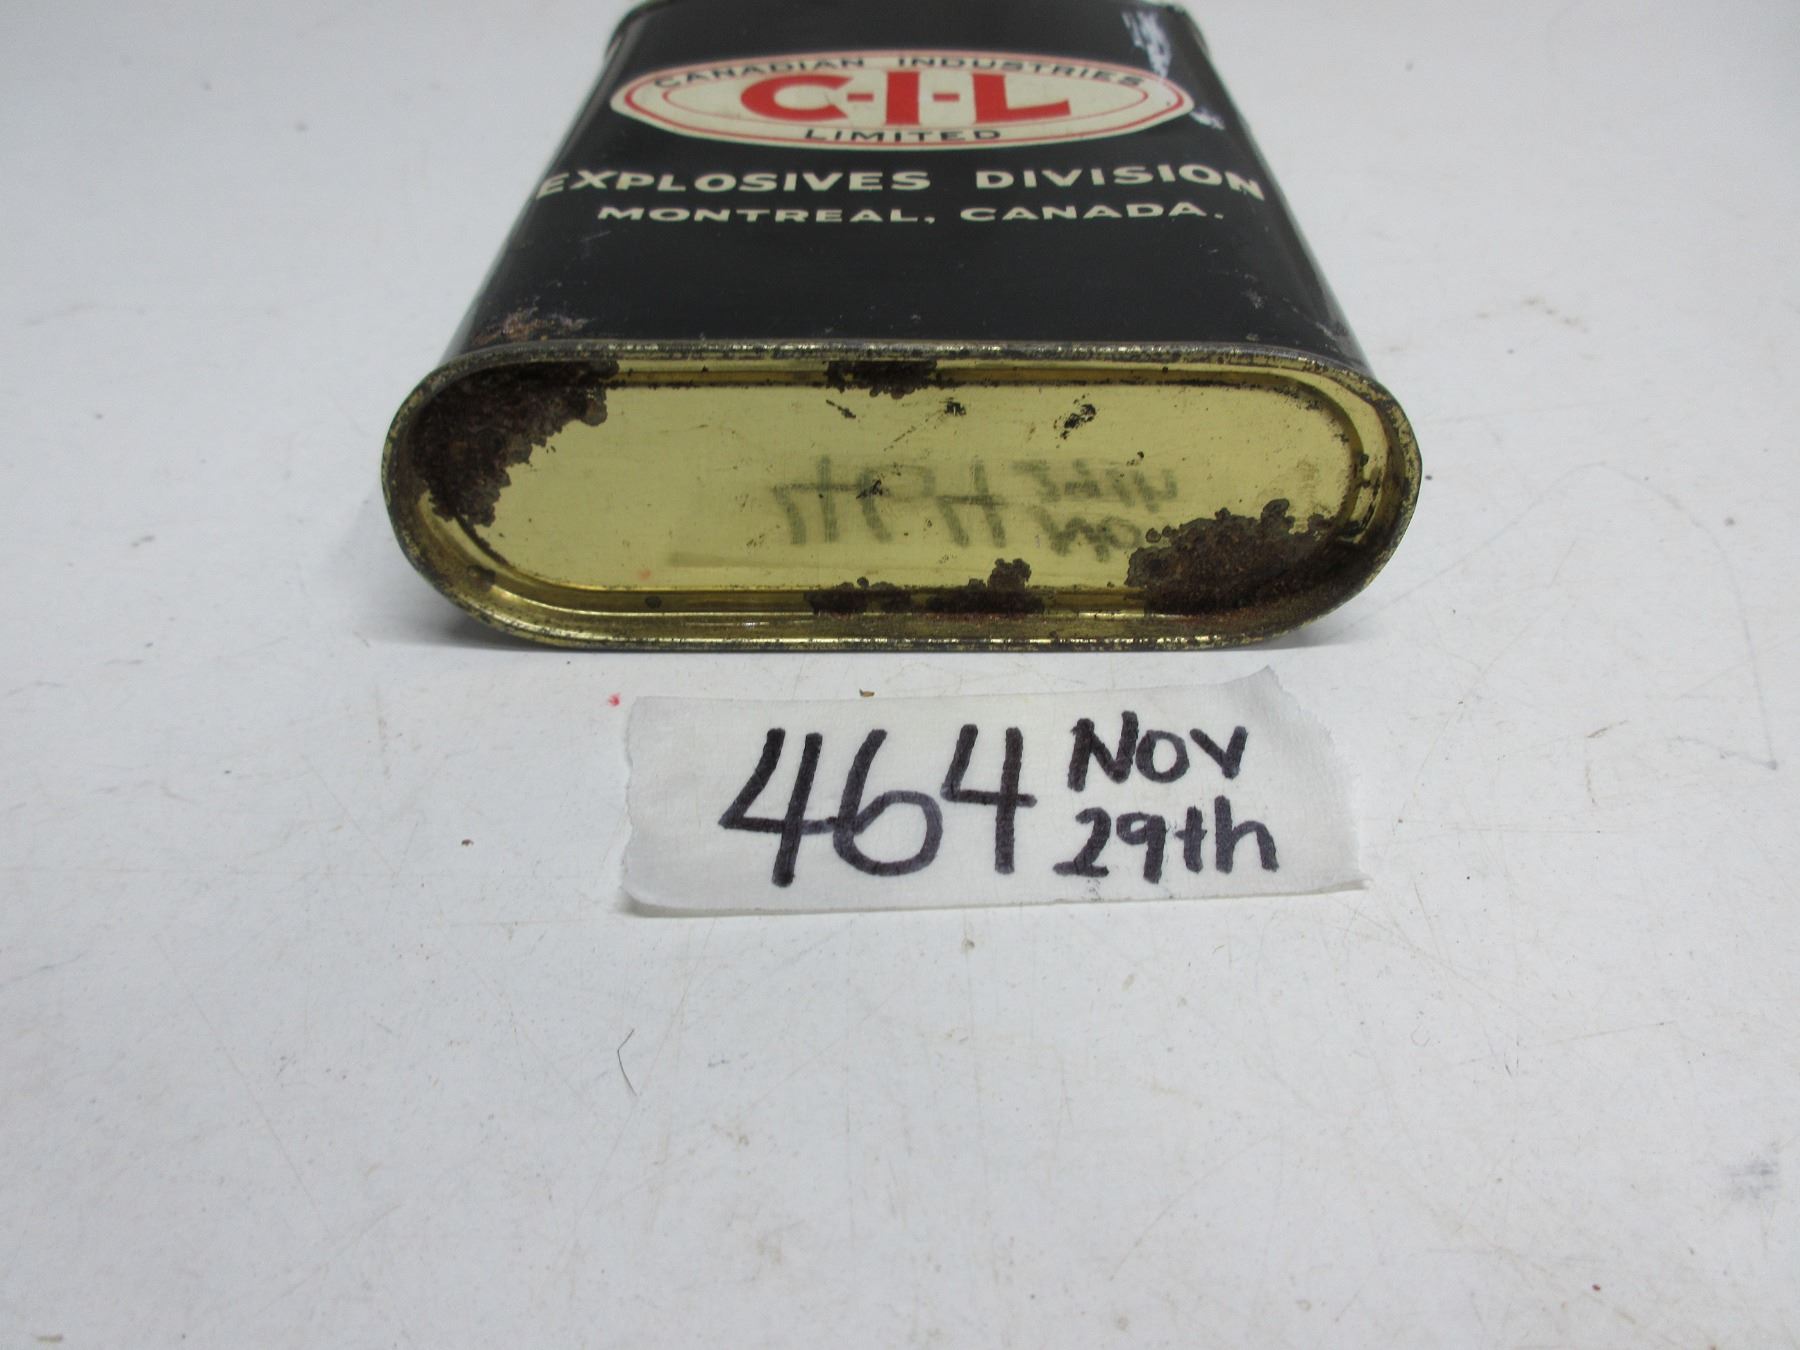 CANADIAN INDUSTRIES
C-I-L
LIMITED
EXPLOSIVES DIVISION
MONTREAL, CANADA.
464 Nov
29th